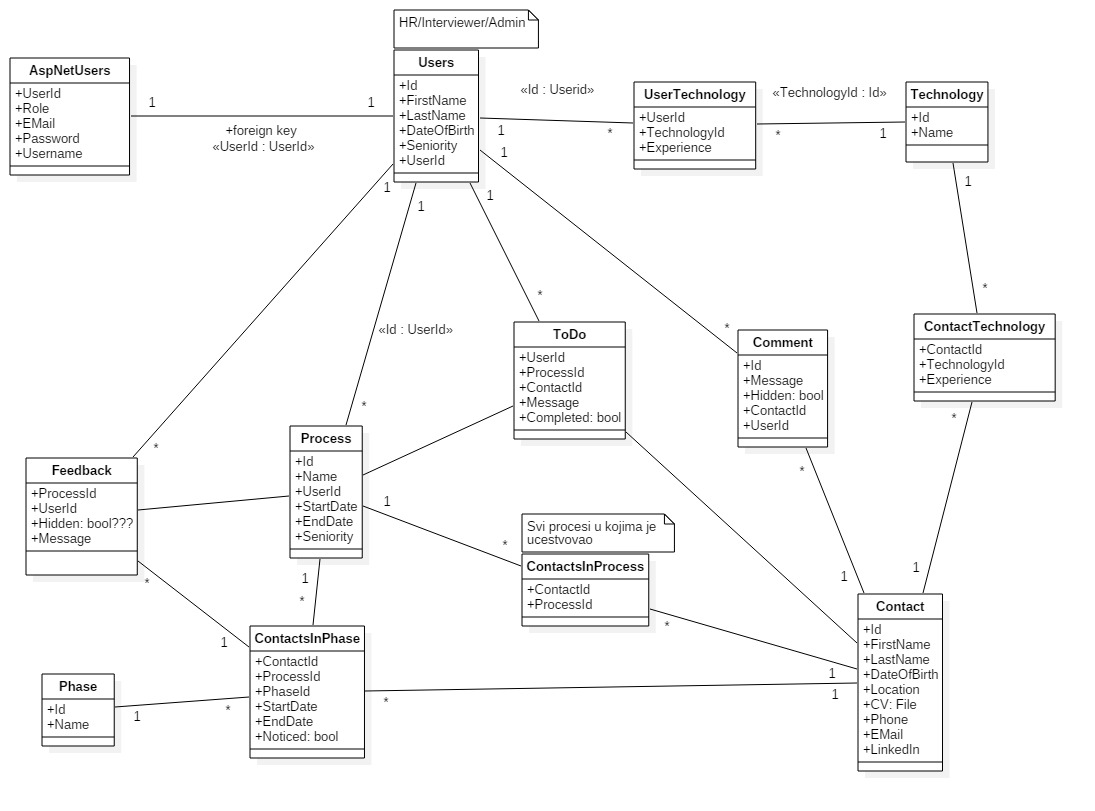 HR/Interviewer/Admin
AspNetUsers
+UserId
+Role
+EMail
+Password
+Username
1
1
+foreign key
«UserId : UserId»
Users
+Id
+FirstName
+LastName
+DateOfBirth
+Seniority
+UserId
«Id : Userid»
1
*
UserTechnology
+UserId
+TechnologyId
+Experience
«TechnologyId : Id»
*
1
Technology
+Id
+Name
1
*
1
*
1
*
«Id : UserId»
1
*
1
*
ContactTechnology
+ContactId
+TechnologyId
+Experience
*
1
ToDo
+UserId
+ProcessId
+ContactId
+Message
+Completed: bool
Comment
+Id
+Message
+Hidden: bool
+ContactId
+UserId
*
1
Process
+Id
+Name
+UserId
+StartDate
+EndDate
+Seniority
1
*
1
*
Feedback
+ProcessId
+UserId
+Hidden: bool???
+Message
*
1
Svi procesi u kojima je
ucestvovao
ContactsInProcess
+ContactId
+ProcessId
*
1
ContactsInPhase
+ContactId
+ProcessId
+PhaseId
+StartDate
+EndDate
+Noticed: bool
*
1
Phase
+Id
+Name
1
*
Contact
+Id
+FirstName
+LastName
+DateOfBirth
+Location
+CV: File
+Phone
+EMail
+LinkedIn